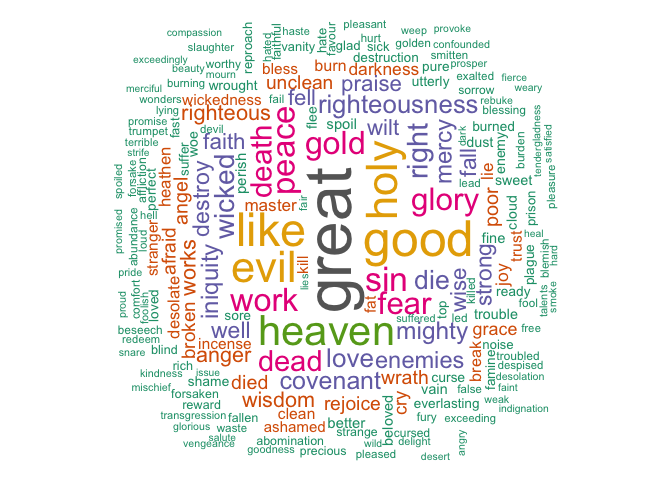 compassion
haste
pleasant
weep
provoke
slaughter
reproach
hated
faithful
hate
favour
hurt
golden
confounded
vanity
glad
sick
smitten
exceedingly
worthy
destruction
beauty
mourn
bless
burn
darkness
pure
exalted
fierce
prosper
merciful
burning
wrought
unclean
praise
utterly
sorrow
weary
wonders
wickedness
fail
fell
righteousness
rebuke
blessing
lying
righteous
flee
spoil
wilt
burned
promise
fast
devil
faith
death
peace
gold
right
mercy
dark
dust
enemy
burden
tender
gladness
trumpet
woe
perish
great
holy
fall
lie
terrible
suffer
strife
wicked
master
fair
glory
lead
poor
sweet
pleasure
satisfied
spoiled
forsake
affliction
perfect
heathen
angel
destroy
like
good
cloud
prison
heal
promised
abundance
hell
loud
stranger
afraid
works
iniquity
evil
kill
lies
sin
die
wise
strong
joy
trust
fine
plague
blemish
hard
pride
comfort
loved
desolate
broken
work
fat
fear
killed
ready
fool
talents
smoke
proud
foolish
well
sore
heaven
suffered
top
led
mighty
trouble
free
beseech
redeem
blind
incense
anger
dead
love
enemies
break
grace
noise
troubled
snare
rich
famine
despised
kindness
issue
shame
died
covenant
wrath
curse
vain
false
faint
desolation
mischief
forsaken
wisdom
rejoice
cry
everlasting
weak
reward
clean
beloved
fury
exceeding
indignation
transgression
fallen
ashamed
better
glorious
waste
strange
cursed
salute
abomination
wild
delight
angry
vengeance
goodness
precious
pleased
desert